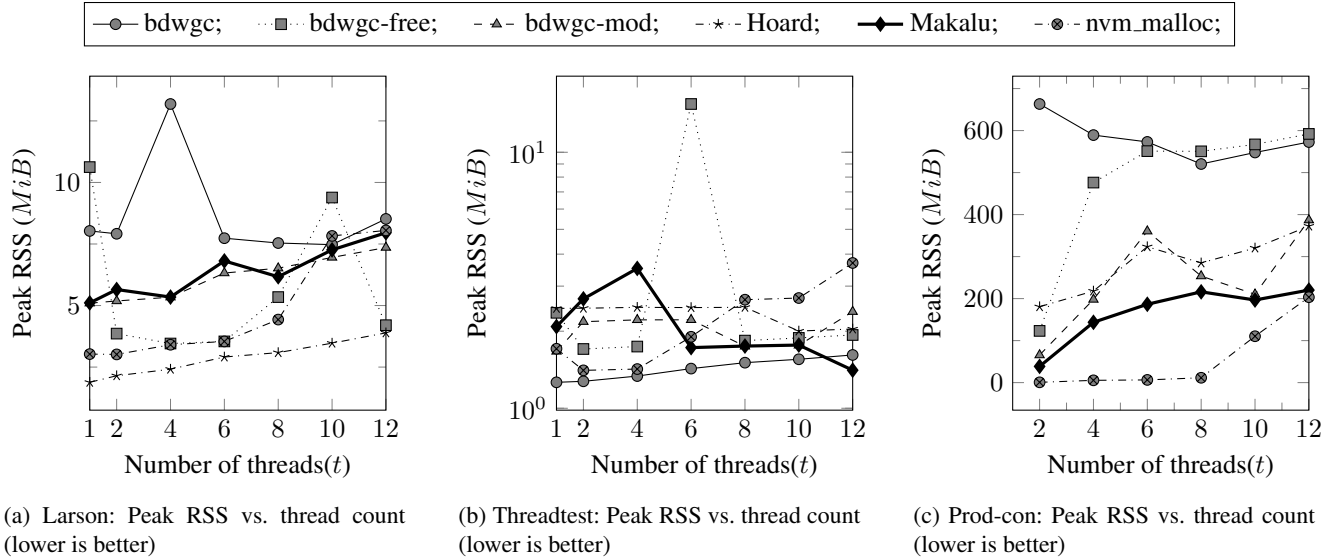 bdwgc; bdwgc-free; bdwgc-mod; Hoard; Makalu; nvm_malloc;
10
5
Peak RSS (MiB)
1 2 4 6 8 10 12
Number of threads(t)
(a) Larson: Peak RSS vs. thread count
(lower is better)
10^1
10^0
Peak RSS (MiB)
1 2 4 6 8 10 12
Number of threads(t)
(b) Threadtest: Peak RSS vs. thread count
(lower is better)
600
400
200
0
Peak RSS (MiB)
2 4 6 8 10 12
Number of threads(t)
(c) Prod-con: Peak RSS vs. thread count
(lower is better)